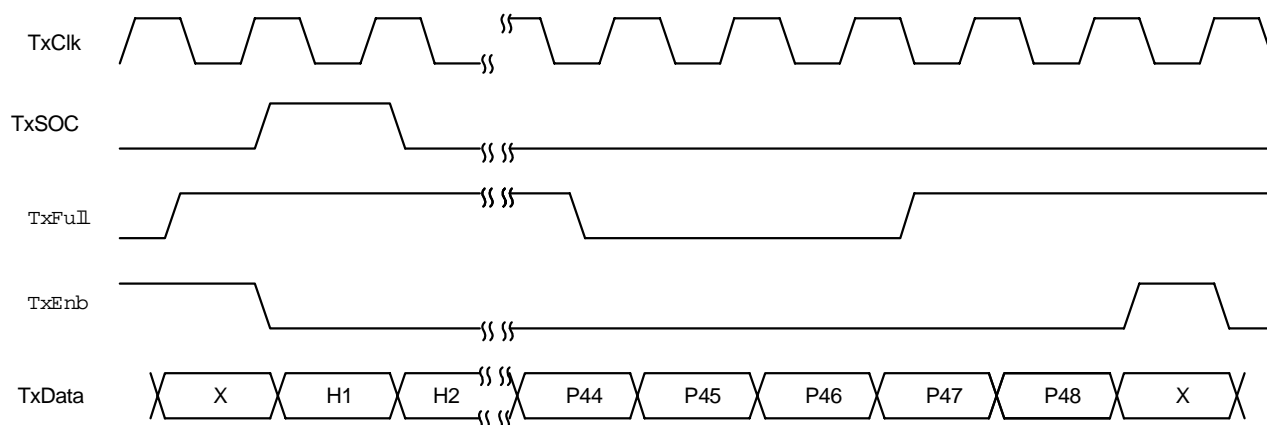 TxClk
TxSOC
TxFull
TxEnb
TxData X H1 H2 P44 P45 P46 P47 P48 X